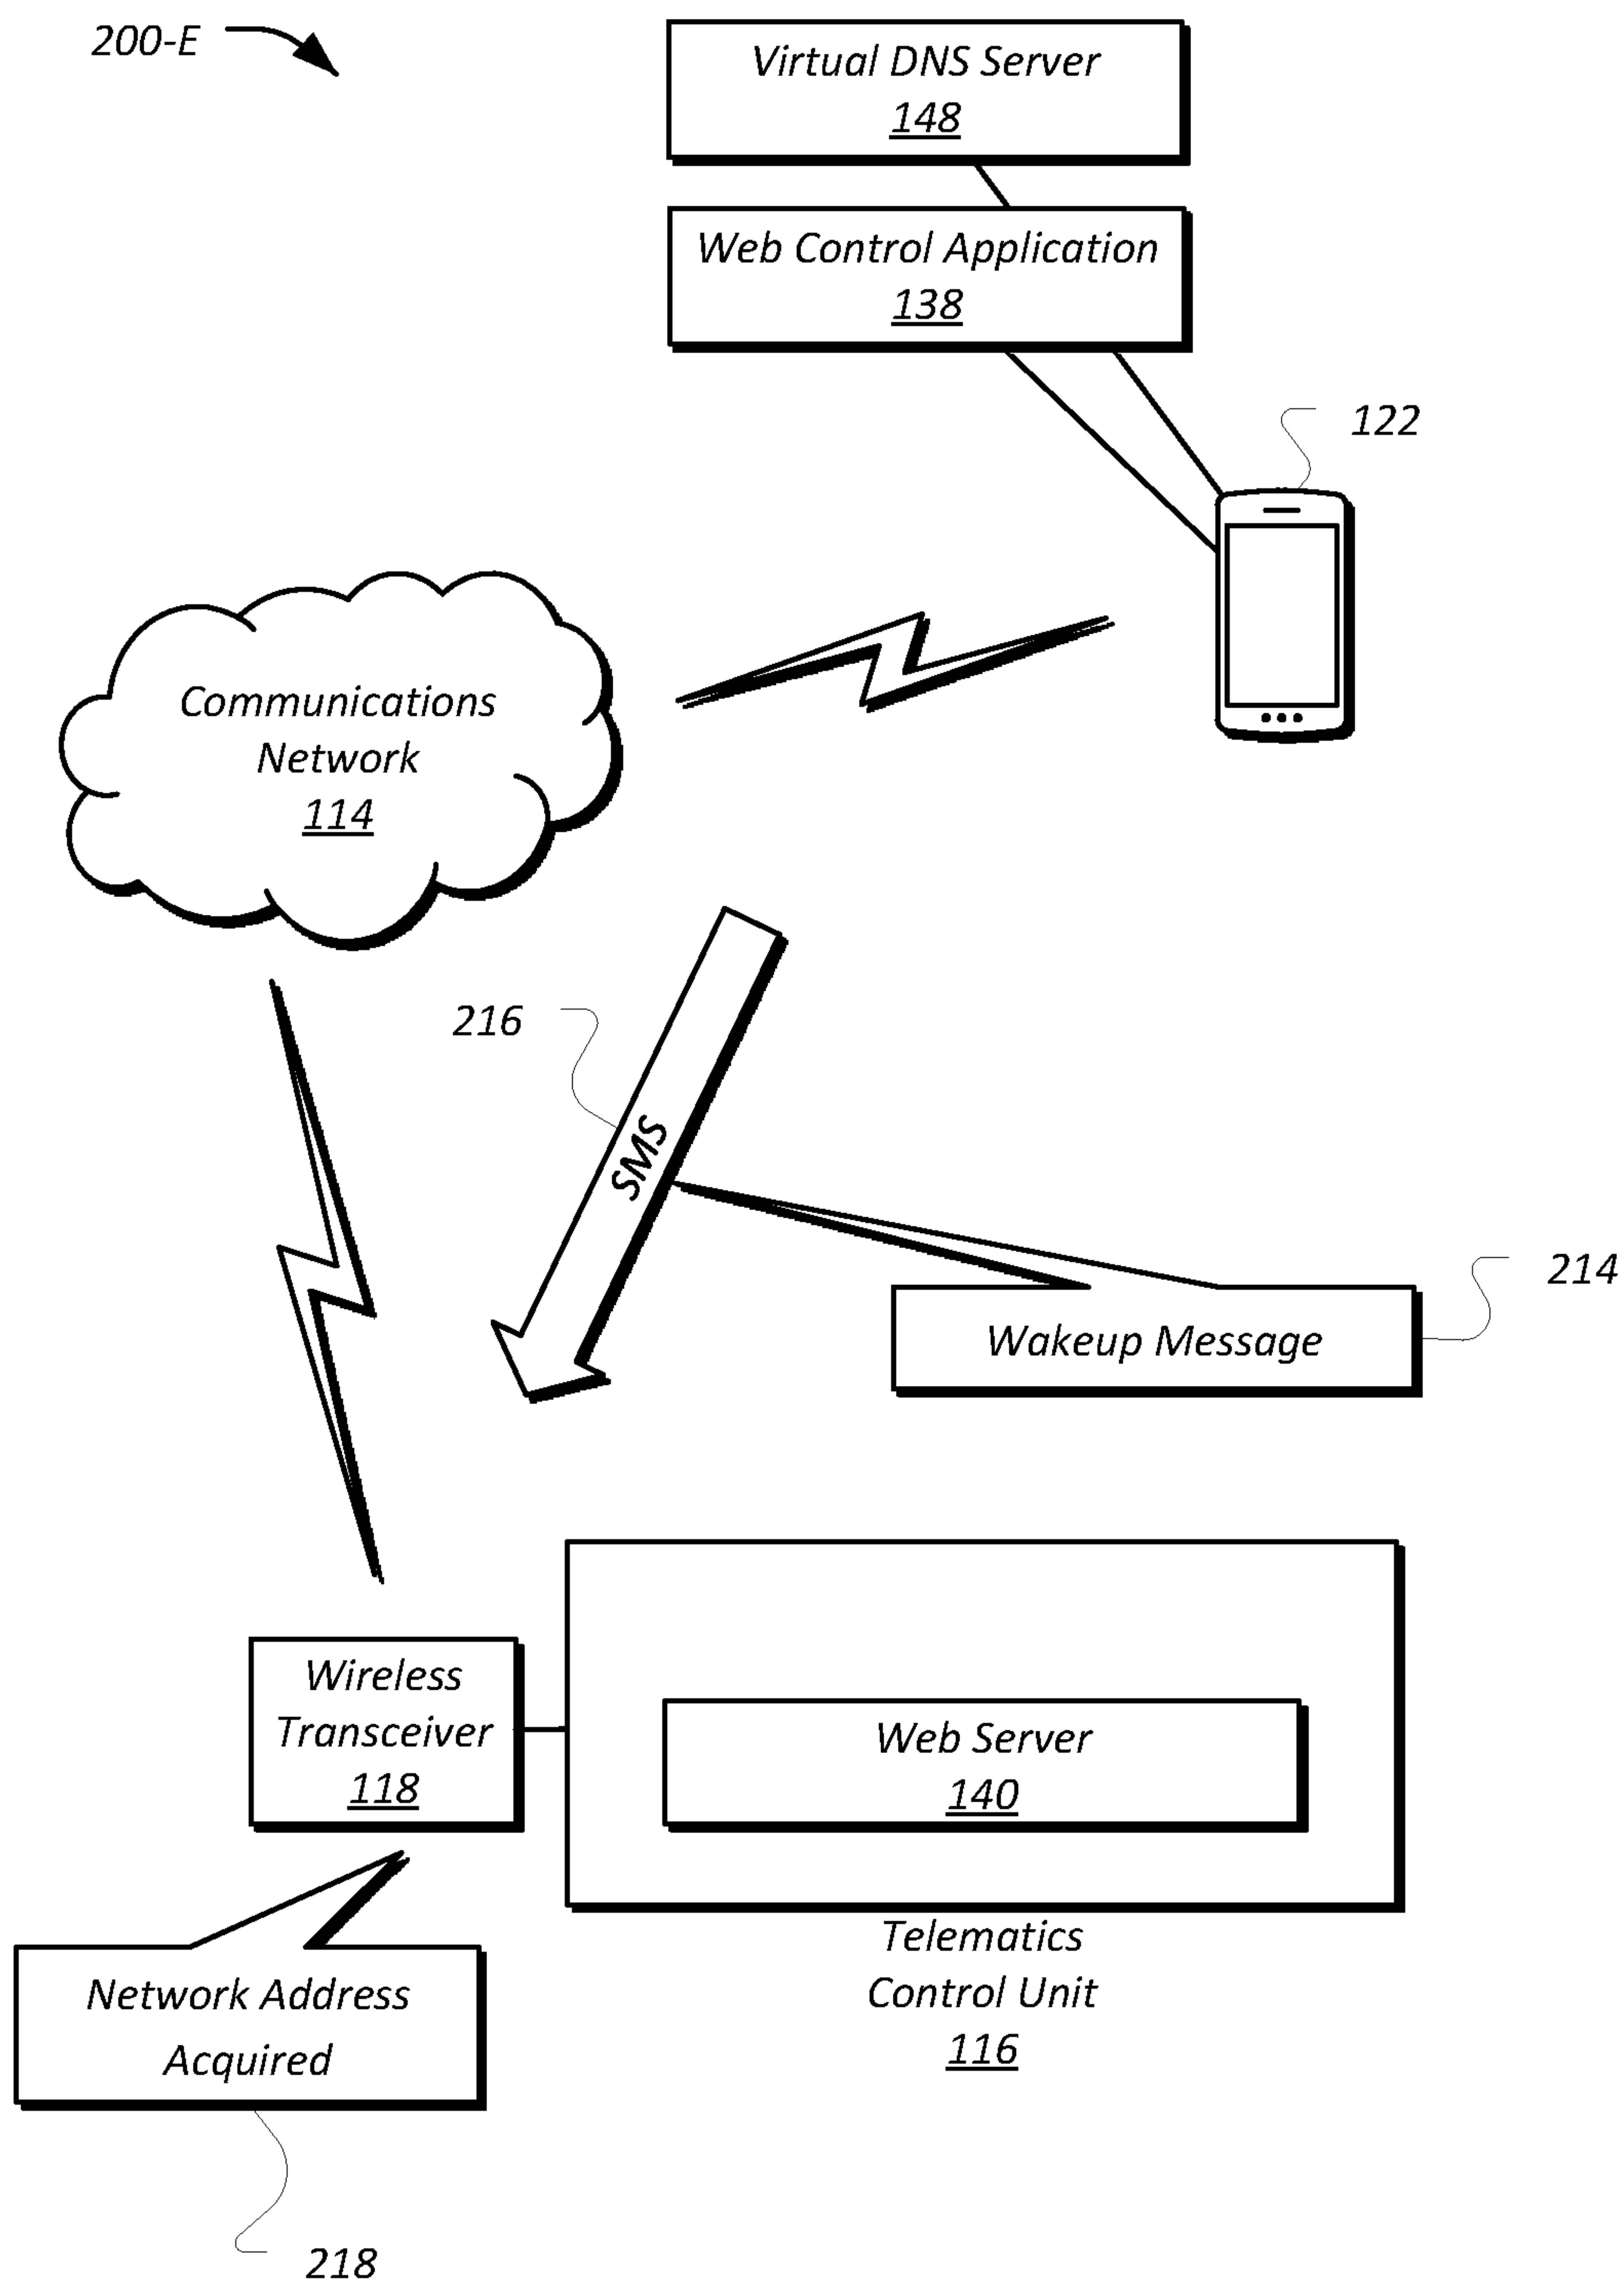 200-E
Virtual DNS Server
148
Web Control Application
138
122
Communications
Network
114
216
SMS
214
Wakeup Message
Wireless
Transceiver
118
Web Server
140
Telematics
Control Unit
116
Network Address
Acquired
218